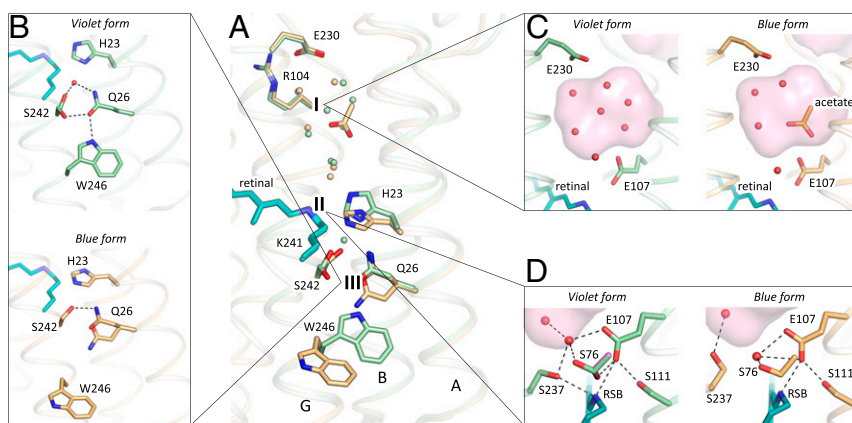 B
Violet form
H23
S242
Q26
W246
Blue form
H23
S242
Q26
W246
A
E230
R104
I
retinal
II
H23
K241
S242
III
Q26
W246
B
A
G
C
Violet form
Blue form
E230
E230
acetate
retinal
E107
retinal
E107
D
Violet form
Blue form
E107
E107
S76
S76
S237
S111
S237
S111
RSB
RSB